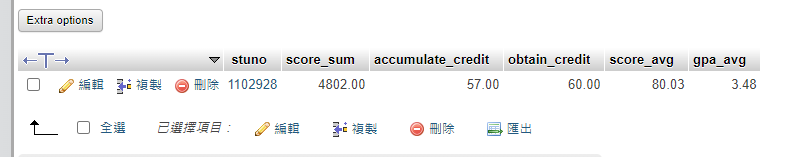 Extra options
stuno score_sum accumulate_credit obtain_credit score_avg gpa_avg
編輯 複製 刪除 1102928 4802.00 57.00 60.00 80.03 3.48
全選 已選擇項目： 編輯 複製 刪除 匯出